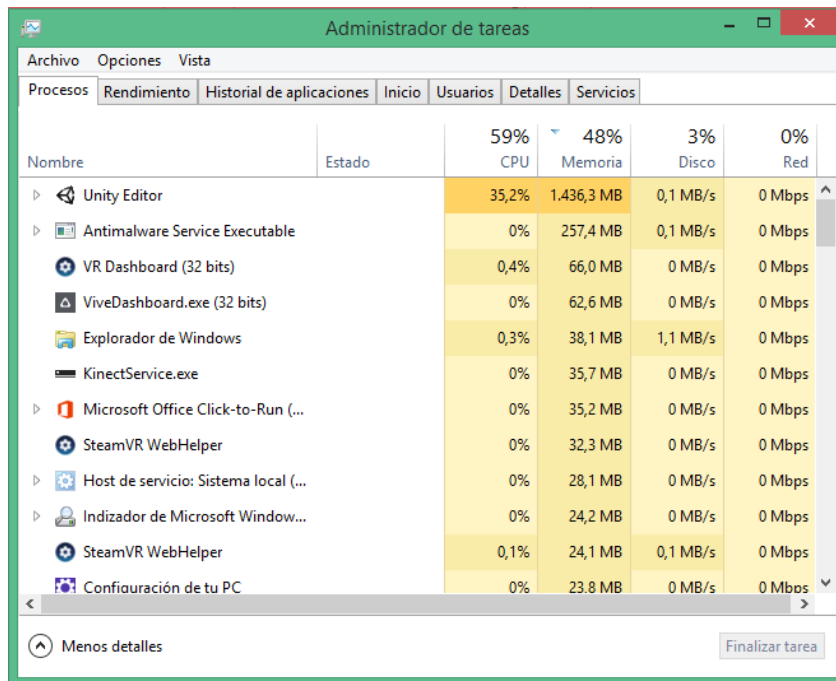 Administrador de tareas
Archivo Opciones Vista
Procesos Rendimiento Historial de aplicaciones Inicio Usuarios Detalles Servicios
59% 48% 3% 0%
Nombre Estado CPU Memoria Disco Red
Unity Editor 35,2% 1.436,3 MB 0,1 MB/s 0 Mbps
Antimalware Service Executable 0% 257,4 MB 0,1 MB/s 0 Mbps
VR Dashboard (32 bits) 0,4% 66,0 MB 0 MB/s 0 Mbps
ViveDashboard.exe (32 bits) 0% 62,6 MB 0 MB/s 0 Mbps
Explorador de Windows 0,3% 38,1 MB 1,1 MB/s 0 Mbps
KinectService.exe 0% 35,7 MB 0 MB/s 0 Mbps
Microsoft Office Click-to-Run (... 0% 35,2 MB 0 MB/s 0 Mbps
SteamVR WebHelper 0% 32,3 MB 0 MB/s 0 Mbps
Host de servicio: Sistema local (... 0% 28,1 MB 0 MB/s 0 Mbps
Indizador de Microsoft Window... 0% 24,2 MB 0 MB/s 0 Mbps
SteamVR WebHelper 0,1% 24,1 MB 0,1 MB/s 0 Mbps
Configuración de tu PC 0% 23,8 MB 0 MB/s 0 Mbps
Menos detalles Finalizar tarea